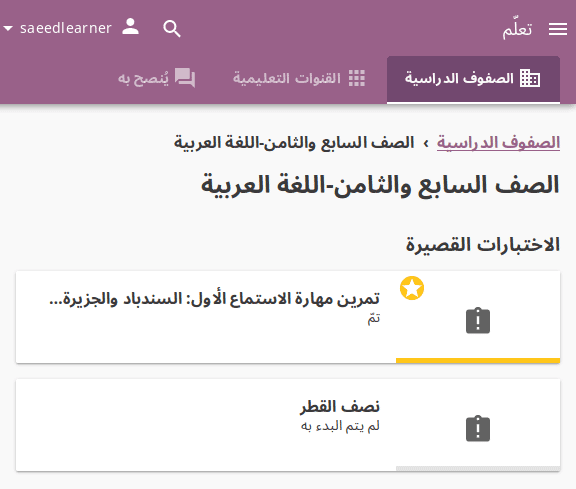 تعلّم
saeedlearner
الصفوف الدراسية
القنوات التعليمية
يُنصح به
الصفوف الدراسية › الصف السابع والثامن-اللغة العربية
الصف السابع والثامن-اللغة العربية
الاختبارات القصيرة
تمرين مهارة الاستماع الأول: السندباد والجزيرة...
تمّ
نصف القطر
لم يتم البدء به